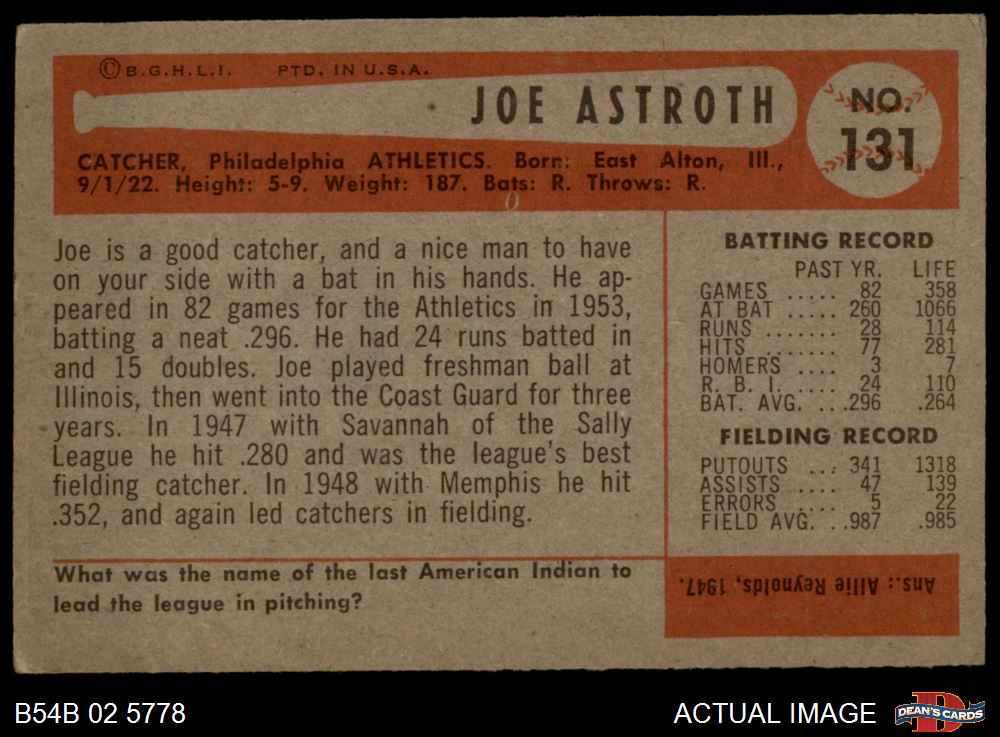 © B.G.H.L.I. PTD. IN U.S.A.
JOE ASTROTH
NO.
131
CATCHER, Philadelphia ATHLETICS. Born: East Alton, Ill.,
9/1/22. Height: 5-9. Weight: 187. Bats: R. Throws: R.
Joe is a good catcher, and a nice man to have
on your side with a bat in his hands. He ap-
peared in 82 games for the Athletics in 1953,
batting a neat .296. He had 24 runs batted in
and 15 doubles. Joe played freshman ball at
Illinois, then went into the Coast Guard for three
years. In 1947 with Savannah of the Sally
League he hit .280 and was the league's best
fielding catcher. In 1948 with Memphis he hit
.352, and again led catchers in fielding.
BATTING RECORD
PAST YR. LIFE
GAMES ..... 82 358
AT BAT ..... 260 1066
RUNS ....... 28 114
HITS ....... 77 281
HOMERS .... 3 7
R. B. I. .... 24 110
BAT. AVG. ...296 .264
FIELDING RECORD
PUTOUTS ... 341 1318
ASSISTS .... 47 139
ERRORS .... 5 22
FIELD AVG. ..987 .985
What was the name of the last American Indian to
lead the league in pitching?
Ans.: Allie Reynolds, 1947.
B54B 02 5778
ACTUAL IMAGE
DEAN'S CARDS